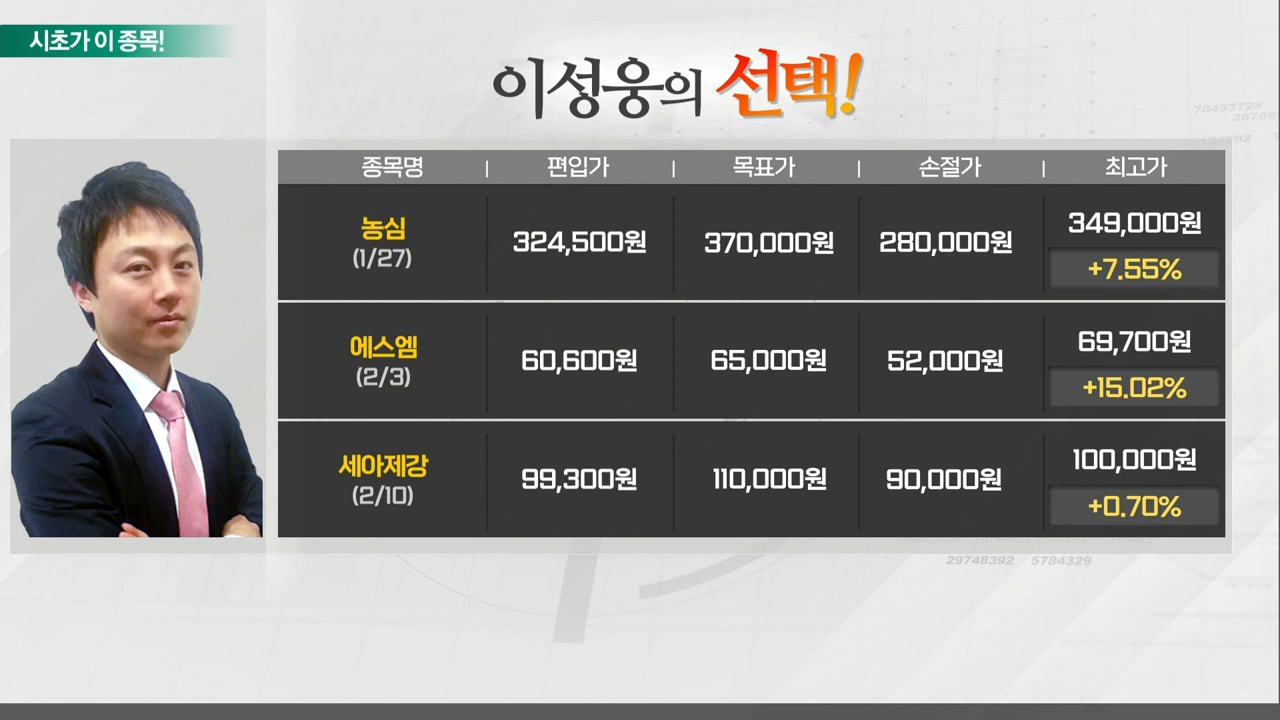 시초가 이 종목!
이성웅의 선택!
종목명 | 편입가 | 목표가 | 손절가 | 최고가
농심 (1/27) 324,500원 370,000원 280,000원 349,000원 +7.55%
에스엠 (2/3) 60,600원 65,000원 52,000원 69,700원 +15.02%
세아제강 (2/10) 99,300원 110,000원 90,000원 100,000원 +0.70%
78453728
29748392 5784329